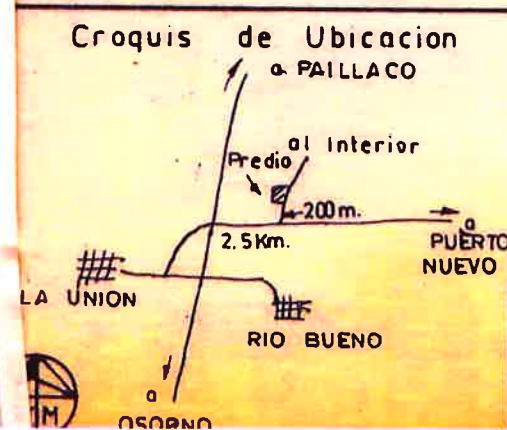 Croquis de Ubicacion
a PAILLACO
al Interior
Predio
200m.
2.5Km.
a
PUERTO
NUEVO
LA UNION
RIO BUENO
a
OSORNO
M